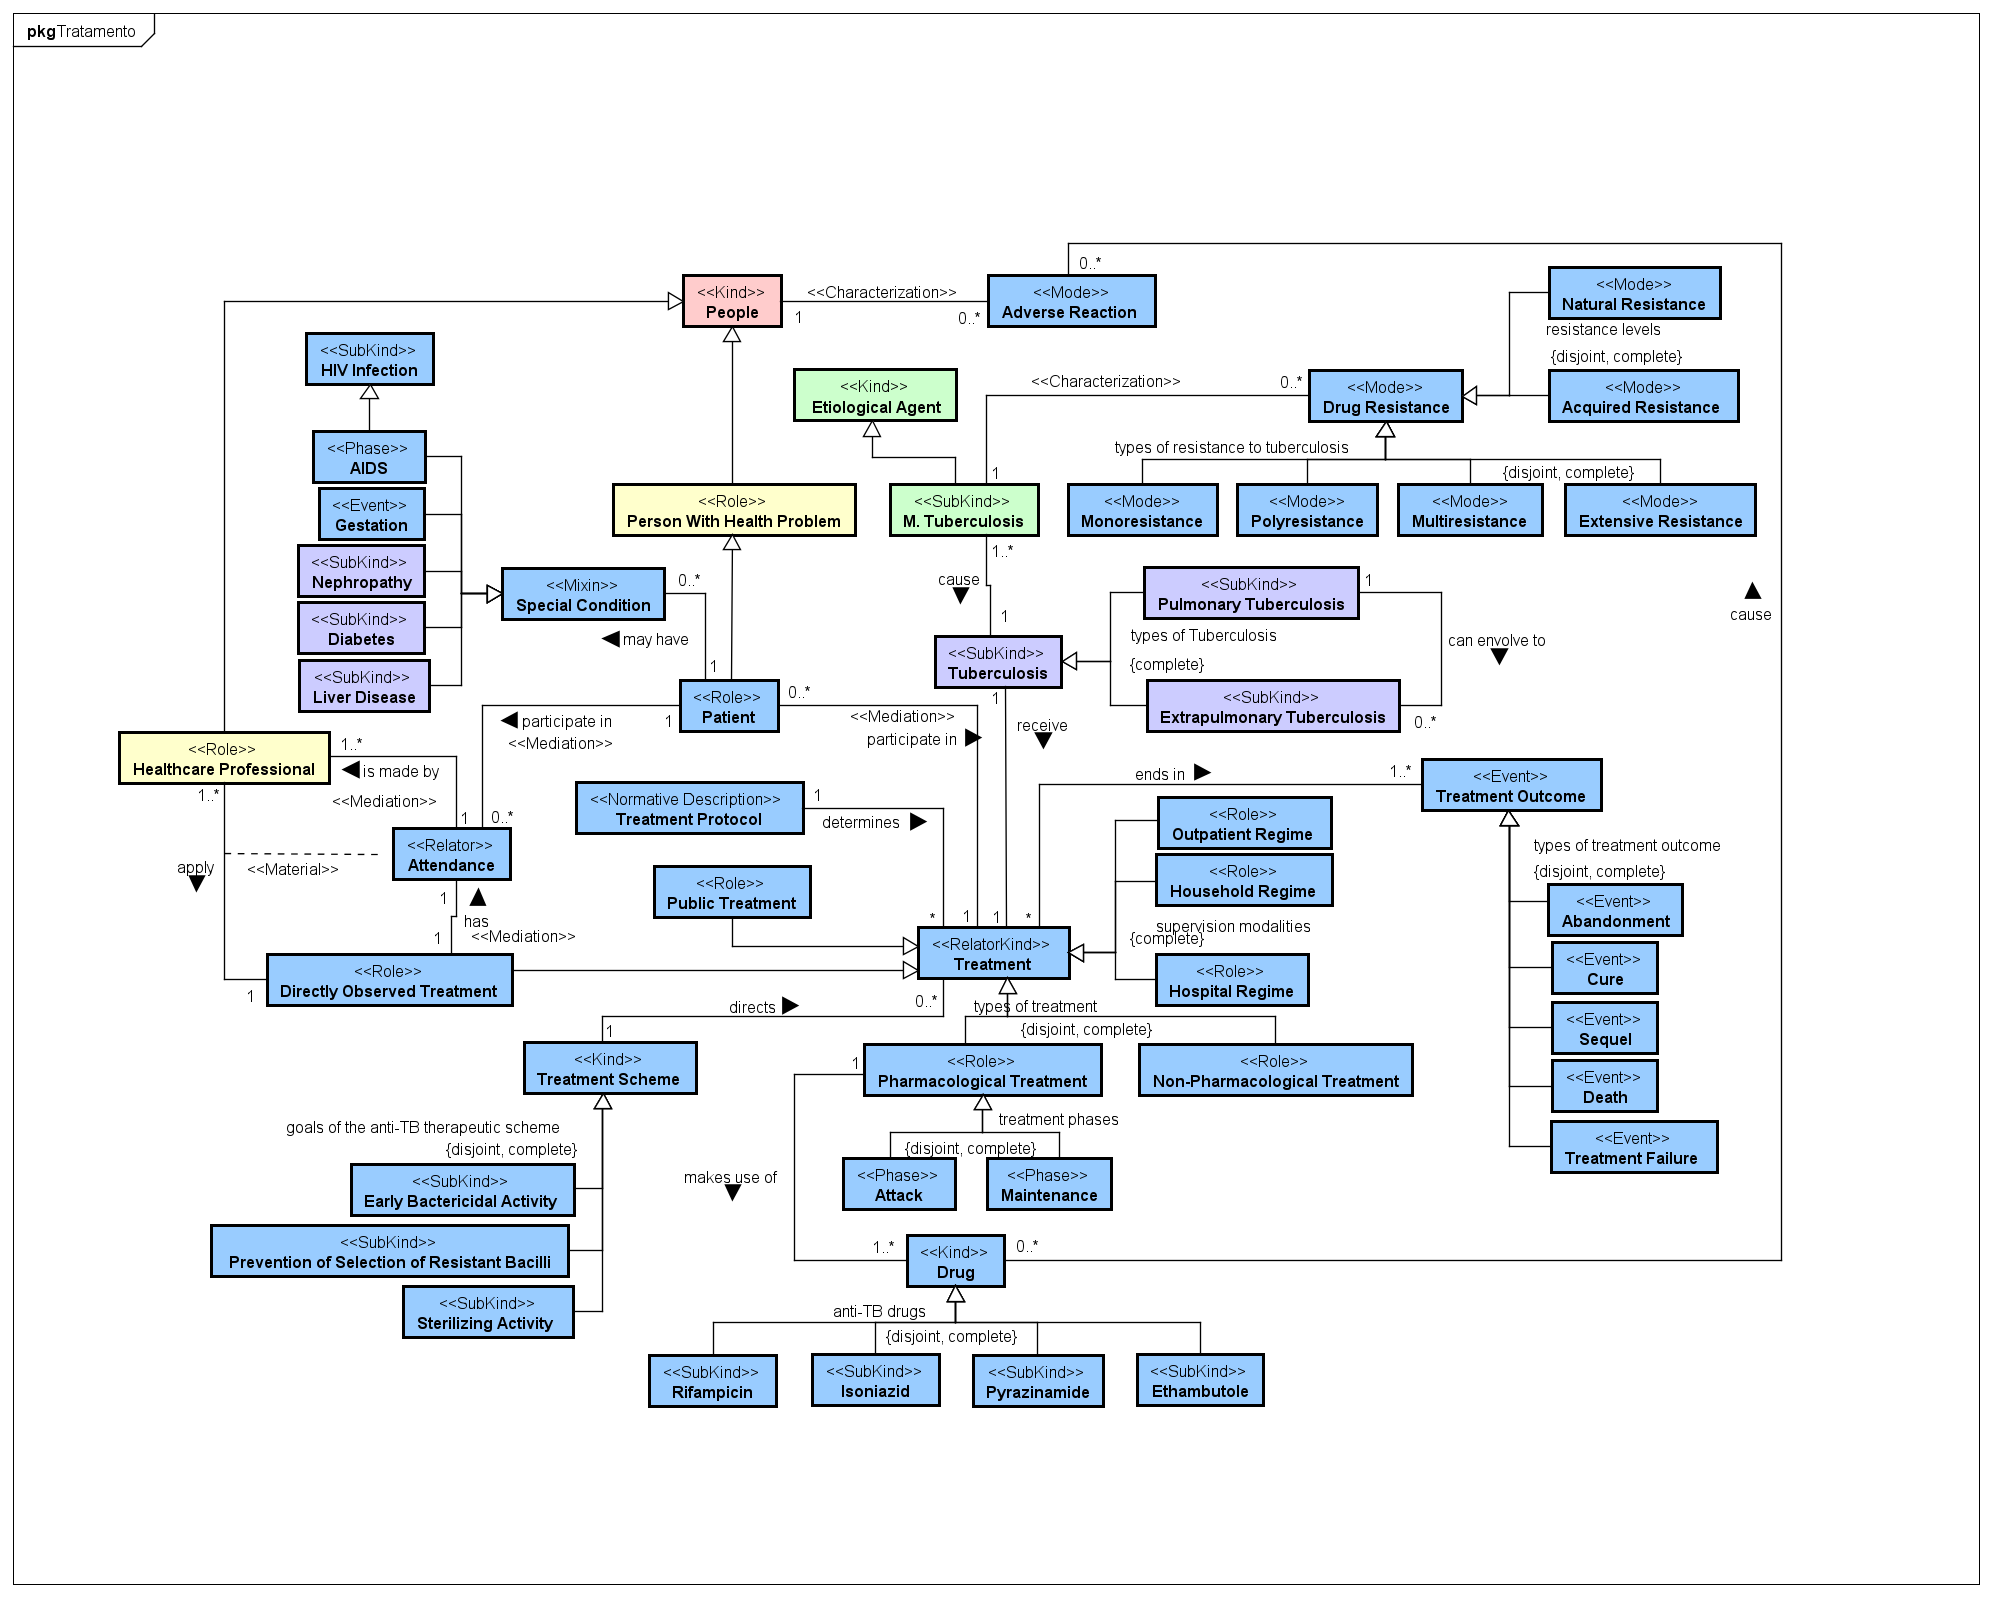 pkg Tratamento
0..*
<<Kind>>
People
<<Characterization>>
1
0..*
<<Mode>>
Adverse Reaction
<<Mode>>
Natural Resistance
resistance levels
{disjoint, complete}
<<SubKind>>
HIV Infection
<<Kind>>
Etiological Agent
<<Characterization>>
0..*
<<Mode>>
Drug Resistance
<<Mode>>
Acquired Resistance
<<Phase>>
AIDS
types of resistance to tuberculosis
{disjoint, complete}
1
<<Event>>
Gestation
<<Role>>
Person With Health Problem
<<SubKind>>
M. Tuberculosis
<<Mode>>
Monoresistance
<<Mode>>
Polyresistance
<<Mode>>
Multiresistance
<<Mode>>
Extensive Resistance
<<SubKind>>
Nephropathy
1..*
cause
<<Mixin>>
Special Condition
0..*
may have
1
<<SubKind>>
Pulmonary Tuberculosis
1
cause
<<SubKind>>
Diabetes
1
types of Tuberculosis
{complete}
can envolve to
<<SubKind>>
Tuberculosis
<<SubKind>>
Liver Disease
<<Role>>
Patient
0..*
1
<<SubKind>>
Extrapulmonary Tuberculosis
0..*
participate in
1
<<Mediation>>
<<Mediation>>
participate in
receive
<<Role>>
Healthcare Professional
1..*
is made by
1..*
<<Mediation>>
1
0..*
<<Normative Description>>
Treatment Protocol
1
determines
ends in
1..*
<<Event>>
Treatment Outcome
<<Role>>
Outpatient Regime
<<Role>>
Household Regime
types of treatment outcome
{disjoint, complete}
<<Relator>>
Attendance
apply
<<Material>>
<<Role>>
Public Treatment
1
has
1
<<Mediation>>
*
1
1
*
supervision modalities
{complete}
<<Event>>
Abandonment
<<RelatorKind>>
Treatment
<<Role>>
Directly Observed Treatment
1
<<Role>>
Hospital Regime
<<Event>>
Cure
directs
0..*
1
types of treatment
{disjoint, complete}
<<Event>>
Sequel
<<Kind>>
Treatment Scheme
1
<<Role>>
Pharmacological Treatment
<<Role>>
Non-Pharmacological Treatment
<<Event>>
Death
goals of the anti-TB therapeutic scheme
{disjoint, complete}
treatment phases
{disjoint, complete}
<<Event>>
Treatment Failure
<<SubKind>>
Early Bactericidal Activity
makes use of
<<Phase>>
Attack
<<Phase>>
Maintenance
<<SubKind>>
Prevention of Selection of Resistant Bacilli
1..*
<<Kind>>
Drug
0..*
<<SubKind>>
Sterilizing Activity
anti-TB drugs
{disjoint, complete}
<<SubKind>>
Rifampicin
<<SubKind>>
Isoniazid
<<SubKind>>
Pyrazinamide
<<SubKind>>
Ethambutole